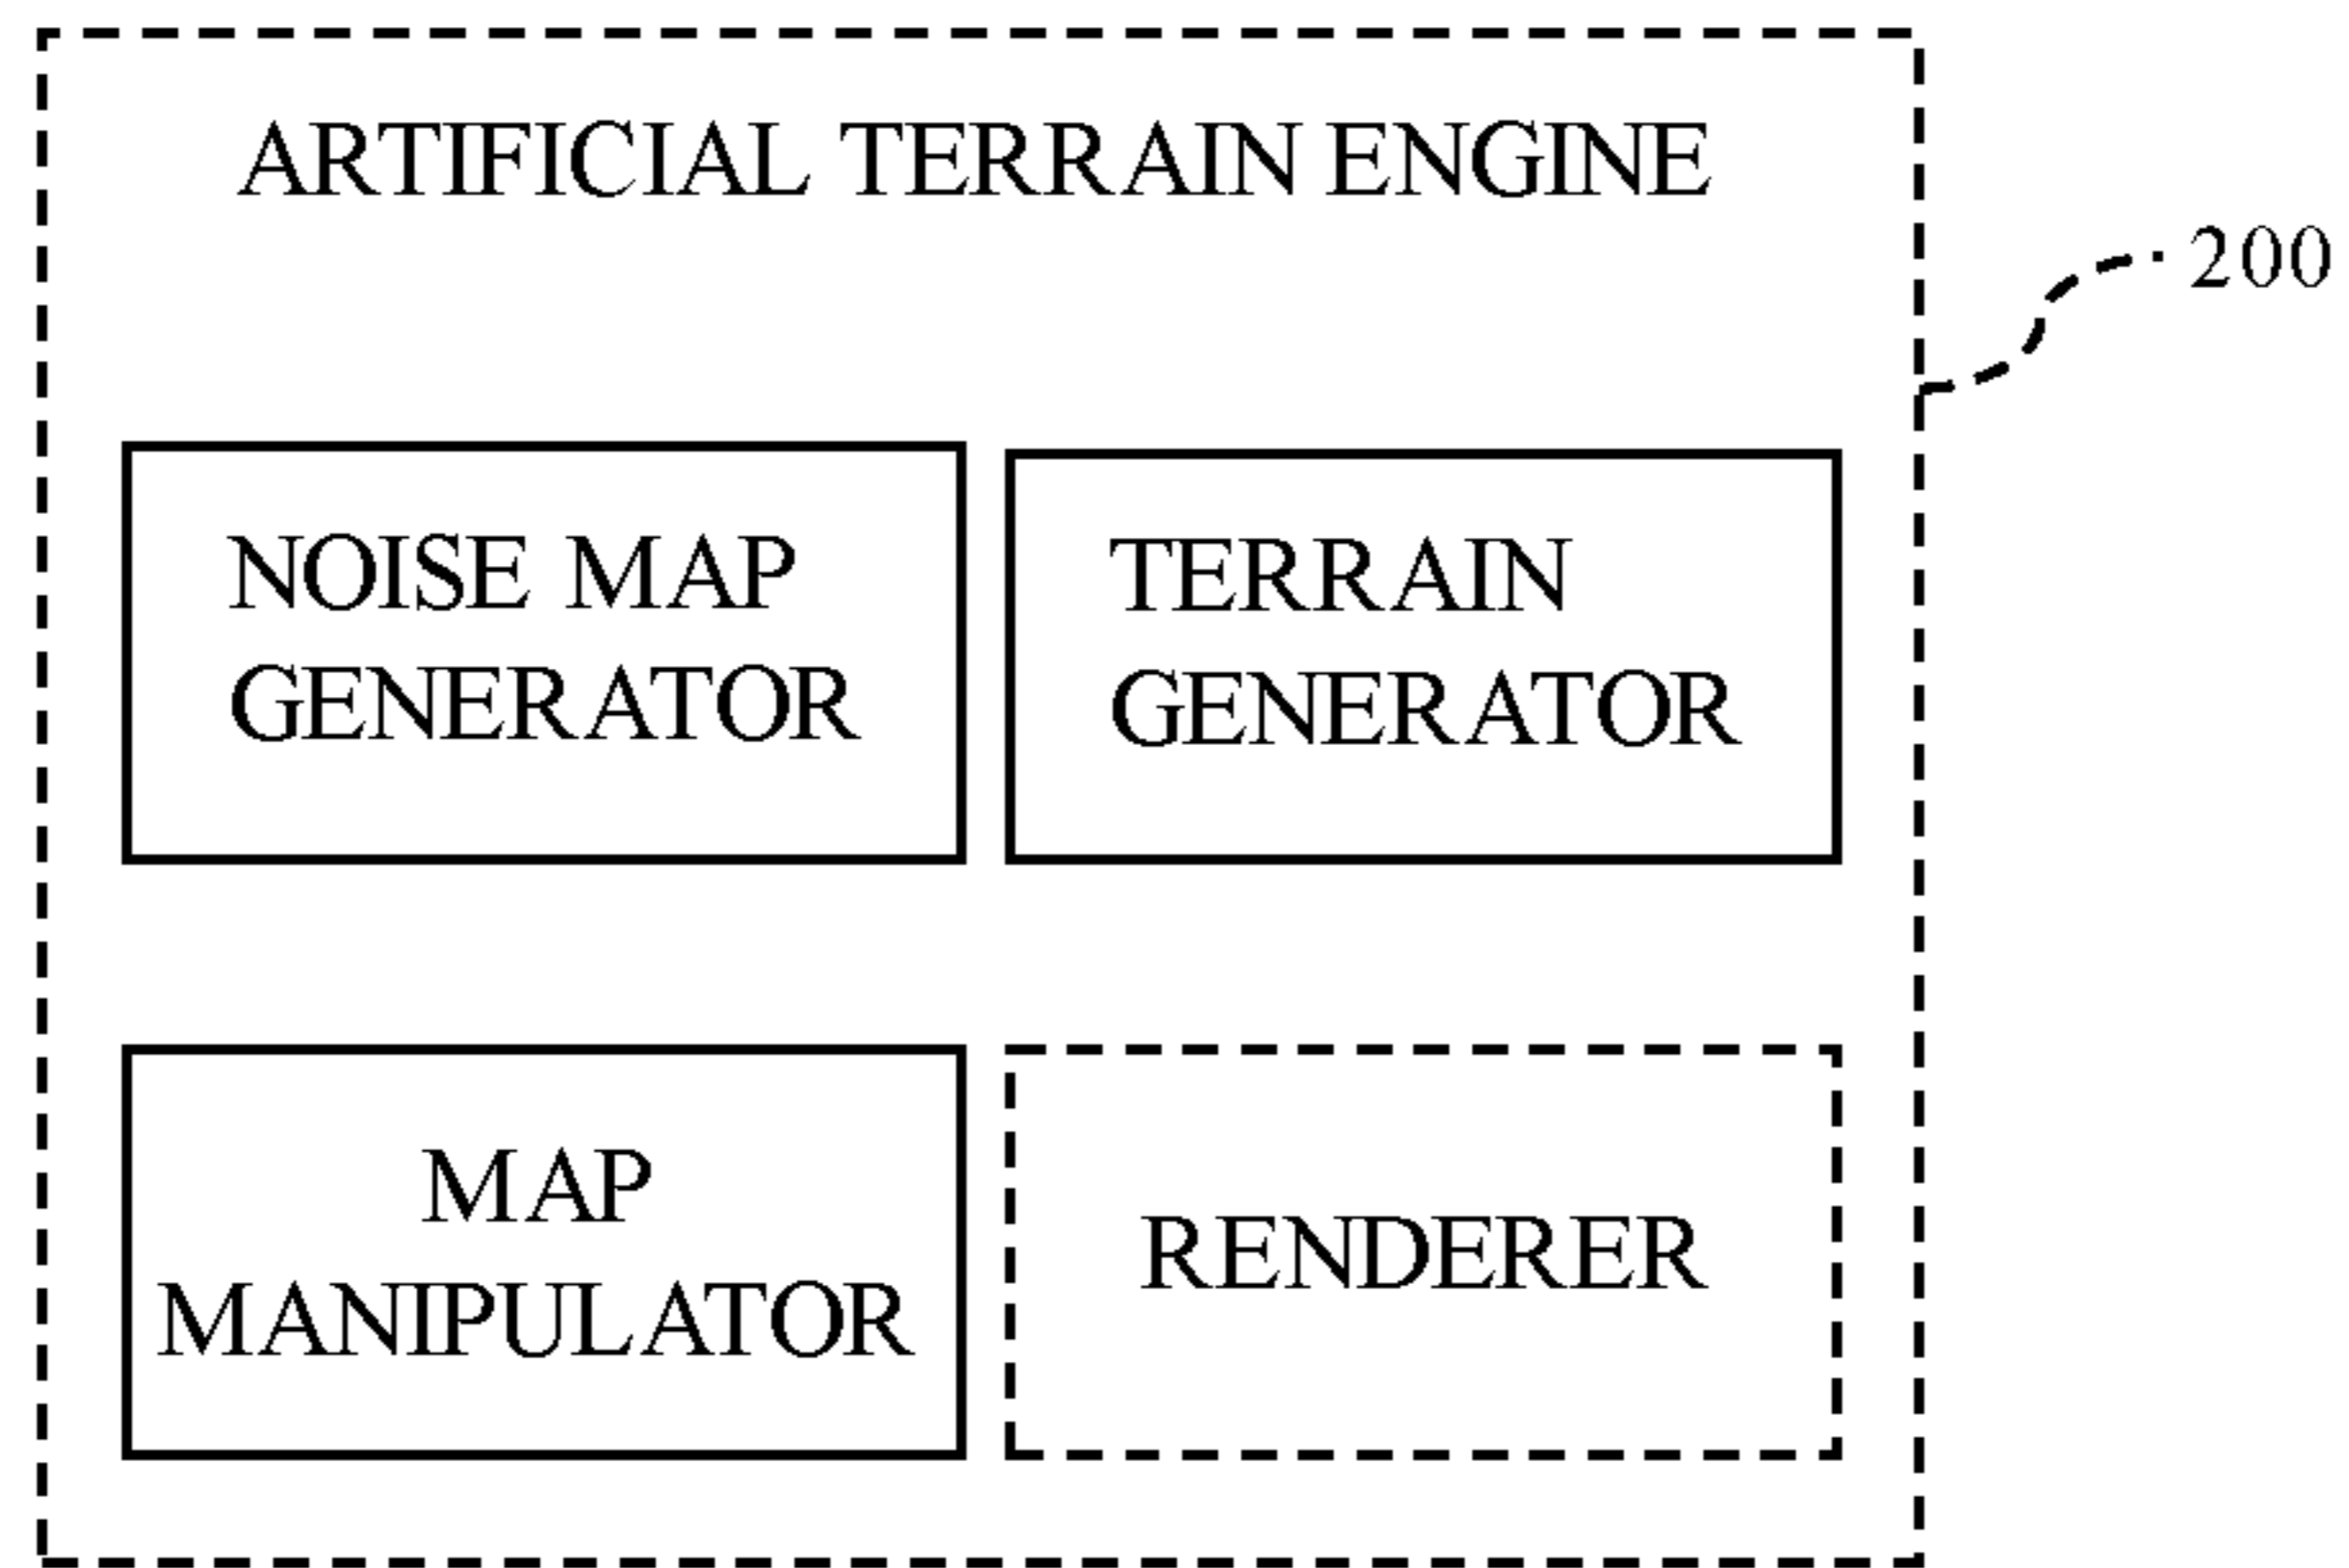 ARTIFICIAL TERRAIN ENGINE
200
NOISE MAP
GENERATOR
TERRAIN
GENERATOR
MAP
MANIPULATOR
RENDERER